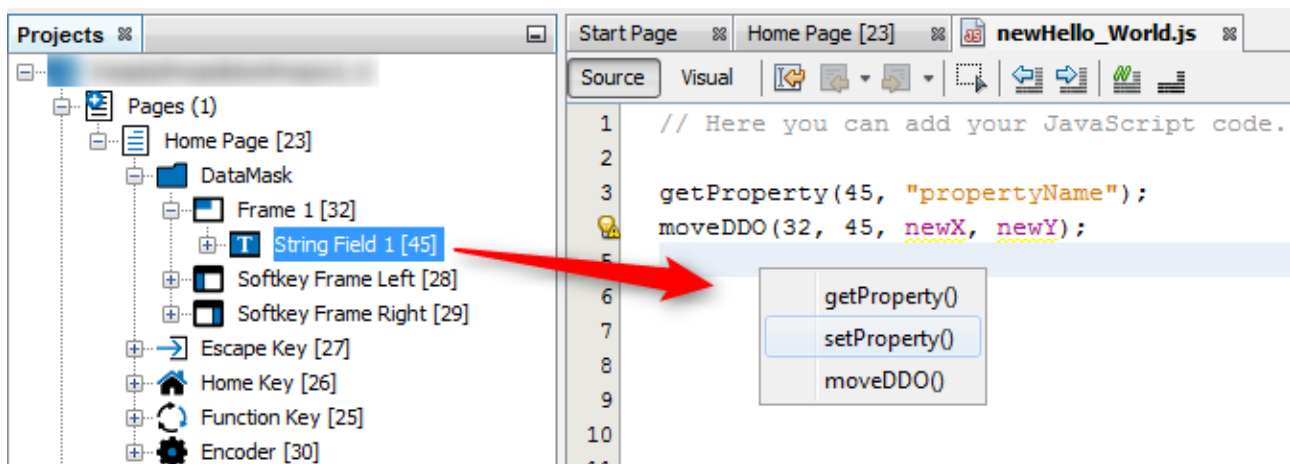 Projects
Pages (1)
Home Page [23]
DataMask
Frame 1 [32]
T String Field 1 [45]
Softkey Frame Left [28]
Softkey Frame Right [29]
Escape Key [27]
Home Key [26]
Function Key [25]
Encoder [30]
Start Page Home Page [23] newHello_World.js
Source Visual
1 // Here you can add your JavaScript code.
2
3 getProperty(45, "propertyName");
moveDDO(32, 45, newX, newY);
5
6
7
8
9
10
getProperty()
setProperty()
moveDDO()